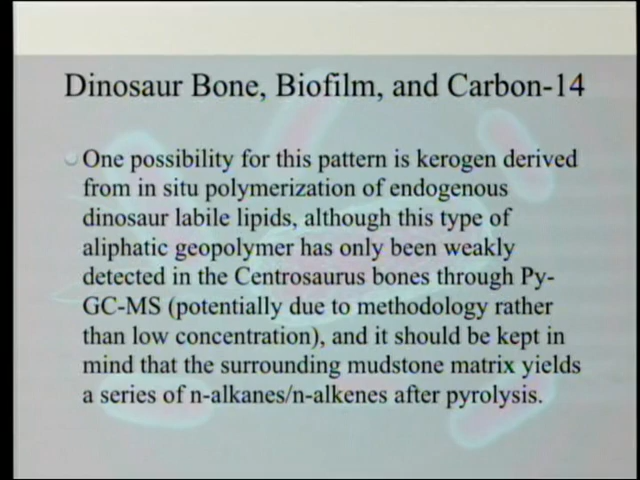 Dinosaur Bone, Biofilm, and Carbon-14
One possibility for this pattern is kerogen derived
from in situ polymerization of endogenous
dinosaur labile lipids, although this type of
aliphatic geopolymer has only been weakly
detected in the Centrosaurus bones through Py-
GC-MS (potentially due to methodology rather
than low concentration), and it should be kept in
mind that the surrounding mudstone matrix yields
a series of n-alkanes/n-alkenes after pyrolysis.